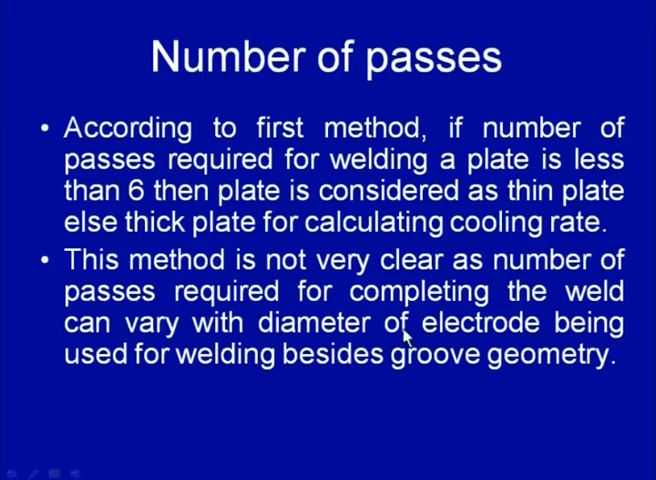 Number of passes
• According to first method, if number of
passes required for welding a plate is less
than 6 then plate is considered as thin plate
else thick plate for calculating cooling rate.
• This method is not very clear as number of
passes required for completing the weld
can vary with diameter of electrode being
used for welding besides groove geometry.